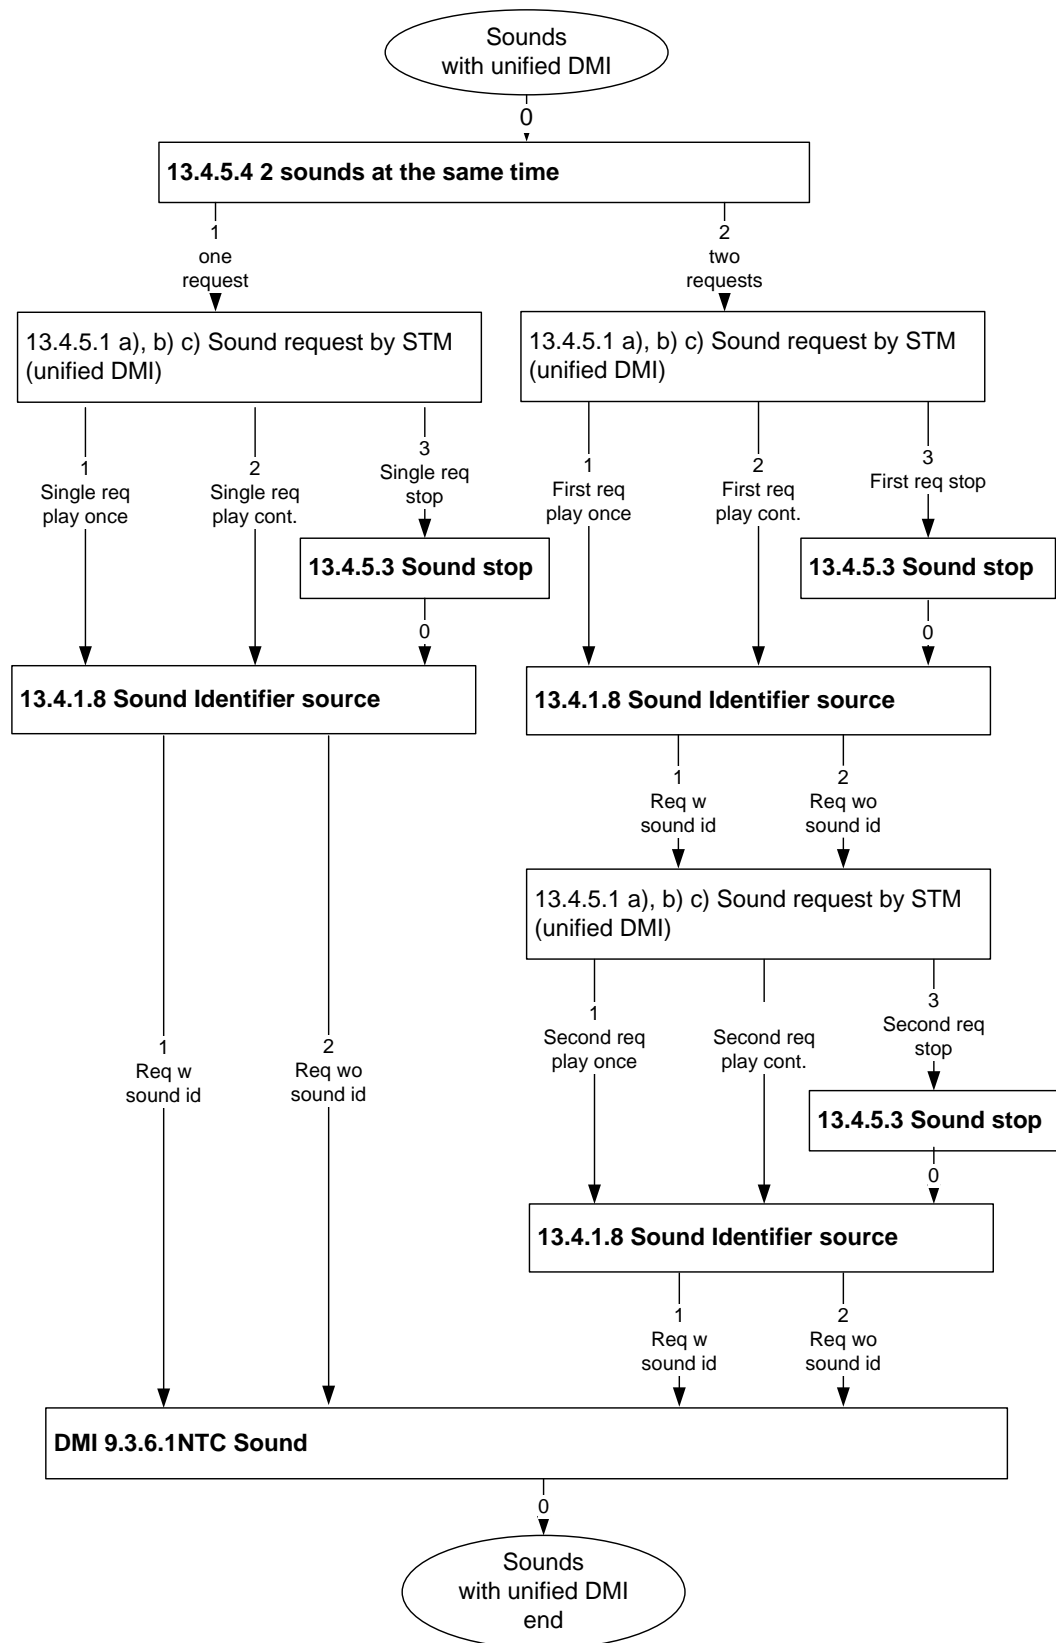 Sounds
with unified DMI
0
13.4.5.4 2 sounds at the same time
1
one
request
2
two
requests
13.4.5.1 a), b) c) Sound request by STM
(unified DMI)
13.4.5.1 a), b) c) Sound request by STM
(unified DMI)
1
Single req
play once
2
Single req
play cont.
3
Single req
stop
1
First req
play once
2
First req
play cont.
3
First req stop
13.4.5.3 Sound stop
13.4.5.3 Sound stop
0
0
13.4.1.8 Sound Identifier source
13.4.1.8 Sound Identifier source
1
Req w
sound id
2
Req wo
sound id
13.4.5.1 a), b) c) Sound request by STM
(unified DMI)
1
Second req
play once
Second req
play cont.
3
Second req
stop
1
Req w
sound id
2
Req wo
sound id
13.4.5.3 Sound stop
0
13.4.1.8 Sound Identifier source
1
Req w
sound id
2
Req wo
sound id
DMI 9.3.6.1NTC Sound
0
Sounds
with unified DMI
end